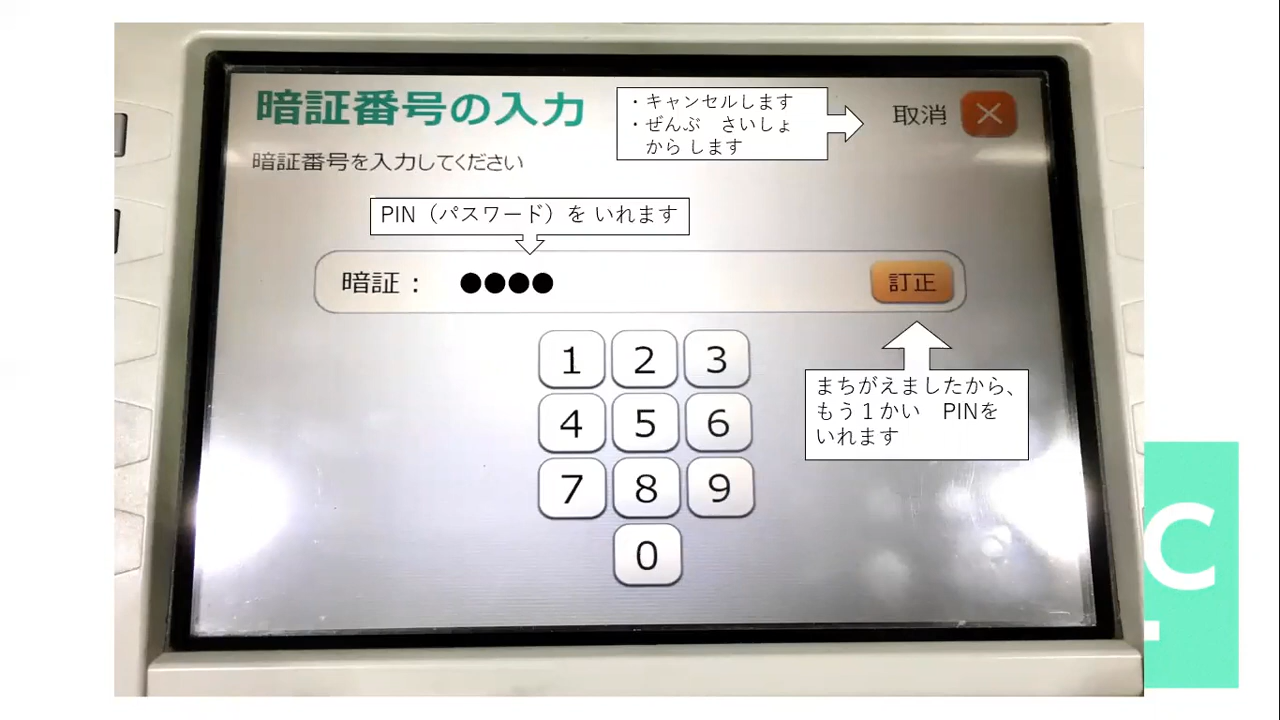 暗証番号の入力
・キャンセルします
・ぜんぶ　さいしょ
から します
取消
暗証番号を入力してください
PIN（パスワード）を いれます
暗証：
●●●●
訂正
1 2 3
まちがえましたから、
もう１かい　PINを
いれます
4 5 6
7 8 9
0
C